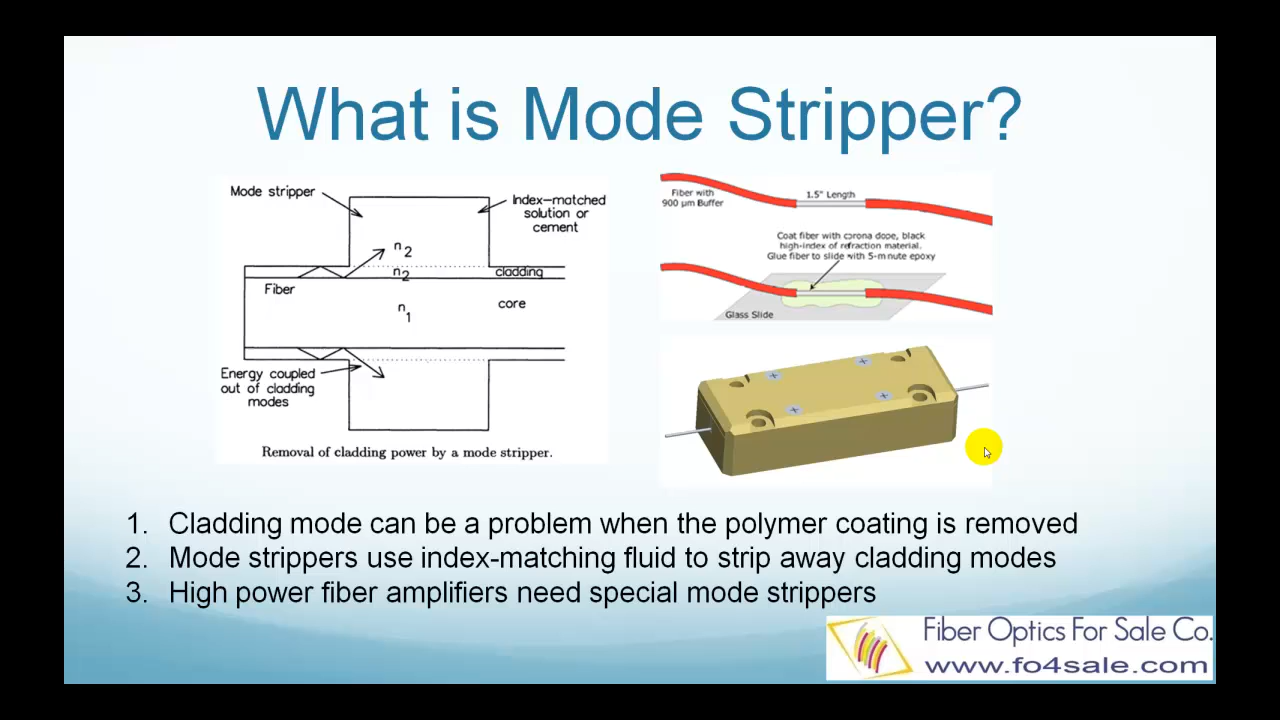 What is Mode Stripper?
Mode stripper
Index-matched
solution or
cement
n2
n2
cladding
Fiber
n1
core
Energy coupled
out of cladding
modes
Removal of cladding power by a mode stripper.
Fiber with
900 μm Buffer
1.5" Length
Coat fiber with corona dope, black
high-index of refraction material.
Glue fiber to slide with 5-minute epoxy
Glass Slide
1. Cladding mode can be a problem when the polymer coating is removed
2. Mode strippers use index-matching fluid to strip away cladding modes
3. High power fiber amplifiers need special mode strippers
Fiber Optics For Sale Co.
www.fo4sale.com